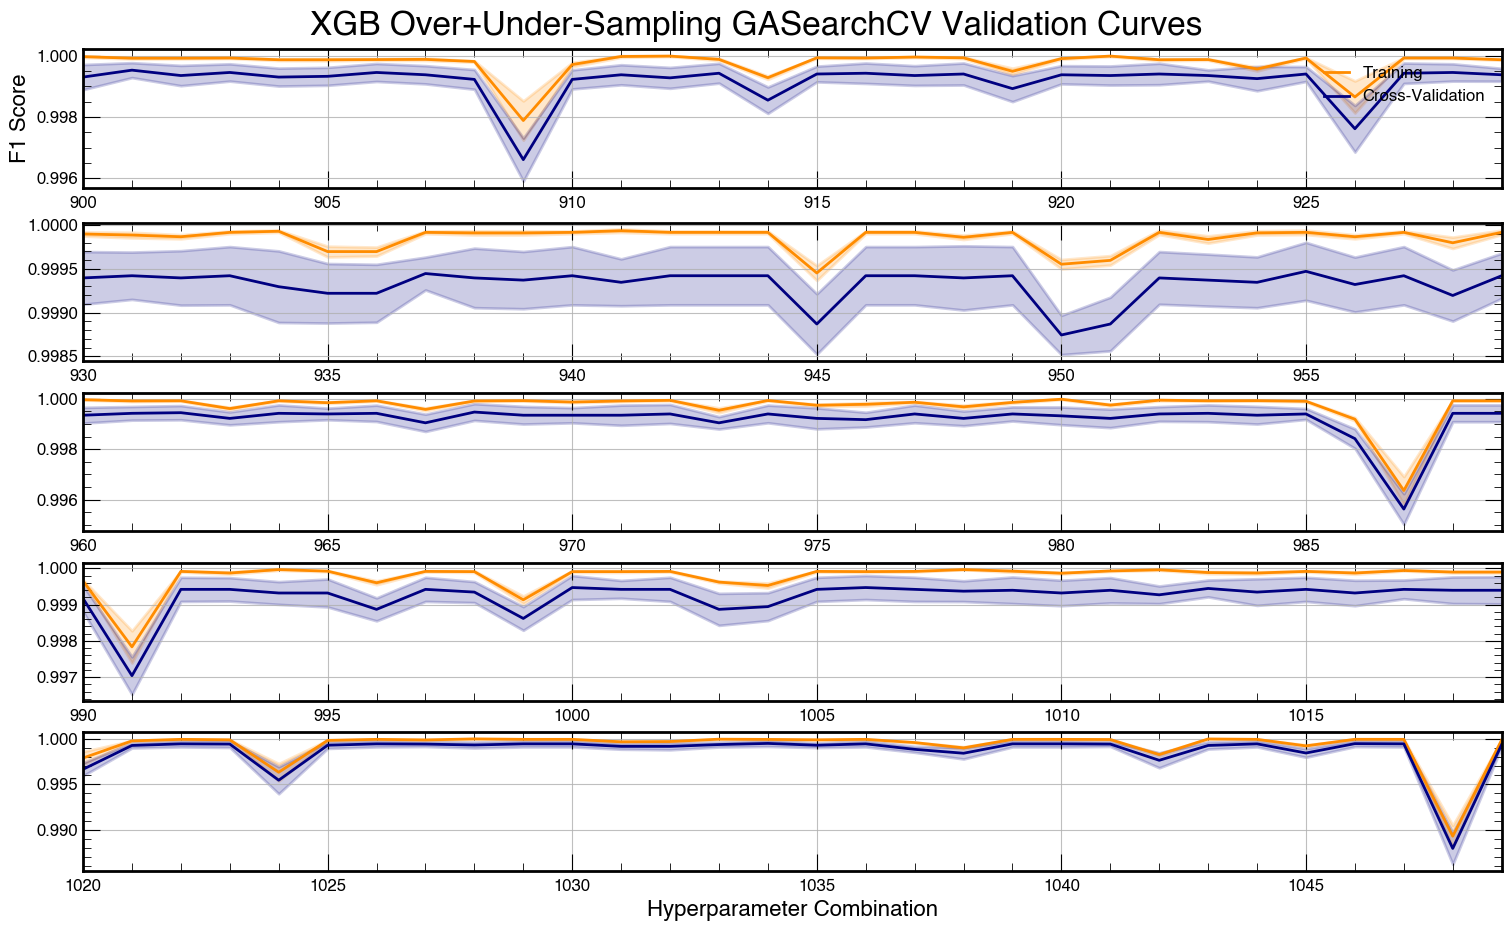 XGB Over+Under-Sampling GASearchCV Validation Curves
F1 Score
1.000
0.998
0.996
Training
Cross-Validation
900 905 910 915 920 925
1.0000
0.9995
0.9990
0.9985
930 935 940 945 950 955
1.000
0.998
0.996
960 965 970 975 980 985
1.000
0.999
0.998
0.997
990 995 1000 1005 1010 1015
1.000
0.995
0.990
1020 1025 1030 1035 1040 1045
Hyperparameter Combination